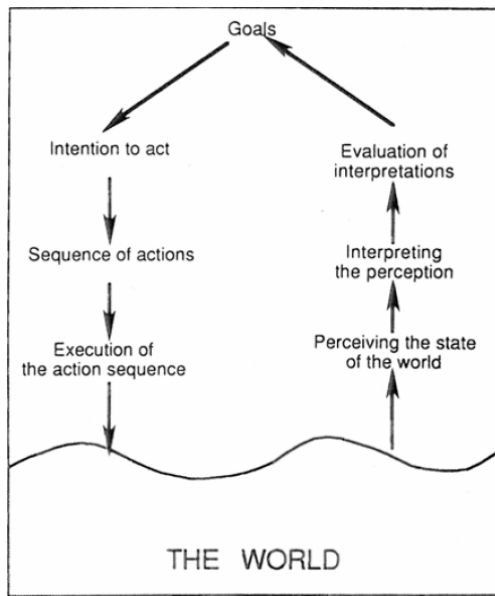 Goals
Intention to act
Sequence of actions
Execution of
the action sequence
Evaluation of
interpretations
Interpreting
the perception
Perceiving the state
of the world
THE WORLD